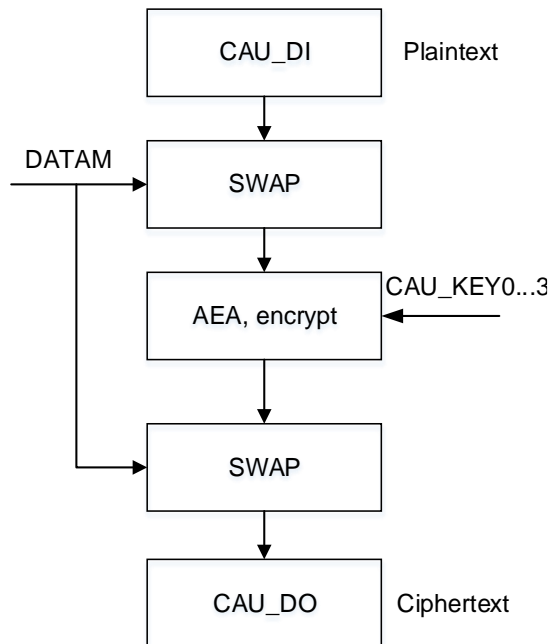 CAU_DI
Plaintext
DATAM
SWAP
AEA, encrypt
CAU_KEY0...3
SWAP
CAU_DO
Ciphertext